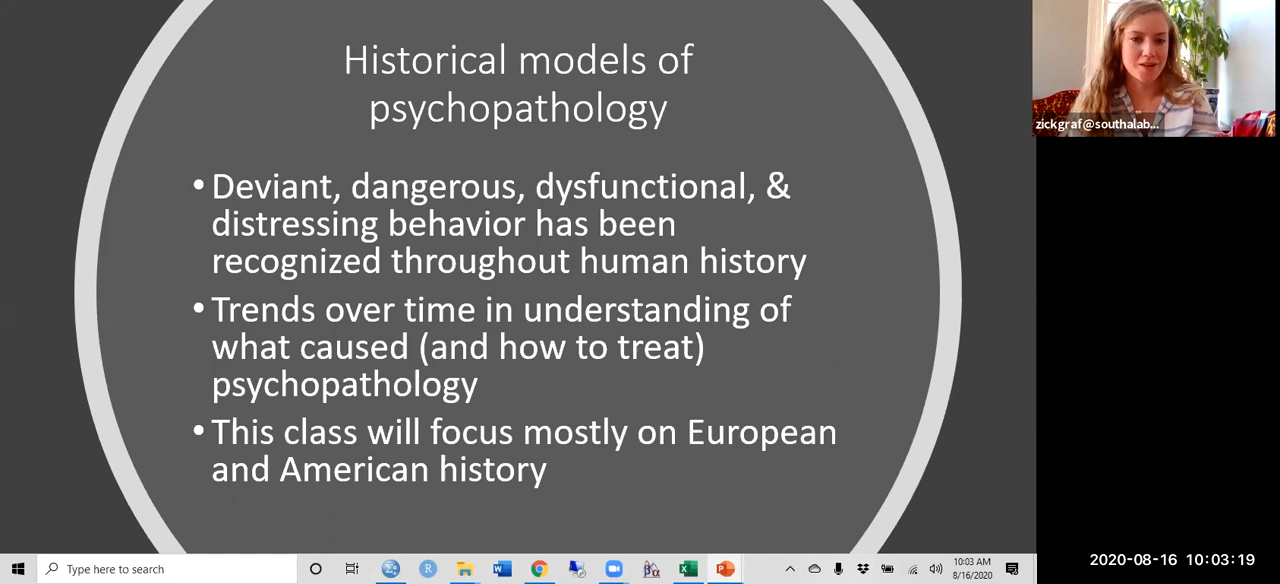 Historical models of
psychopathology
• Deviant, dangerous, dysfunctional, &
distressing behavior has been
recognized throughout human history
• Trends over time in understanding of
what caused (and how to treat)
psychopathology
• This class will focus mostly on European
and American history
zickgraf@southalab...
Type here to search
10:03 AM
8/16/2020
2020-08-16 10:03:19